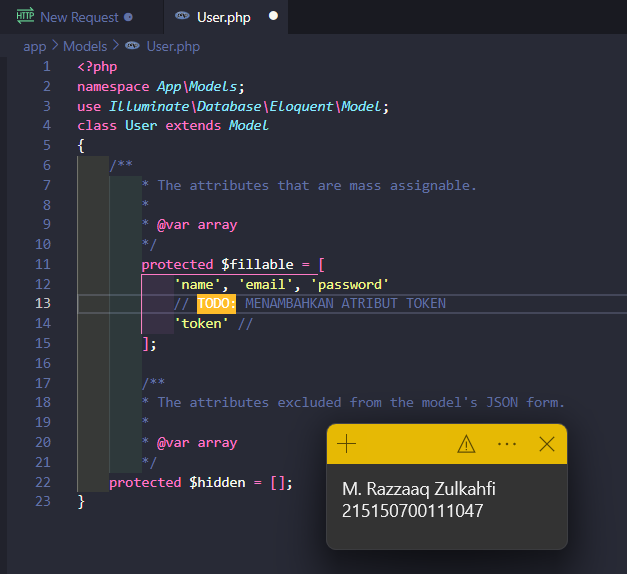 HTTP New Request
User.php
app > Models > User.php
1 <?php
2 namespace App\Models;
3 use Illuminate\Database\Eloquent\Model;
4 class User extends Model
5 {
6 /**
7 * The attributes that are mass assignable.
8 *
9 * @var array
10 */
11 protected $fillable = [
12 'name', 'email', 'password'
13 // TODO: MENAMBAHKAN ATRIBUT TOKEN
14 'token' //
15 ];
16
17 /**
18 * The attributes excluded from the model's JSON form.
19 *
20 * @var array
21 */
22 protected $hidden = [];
23 }
M. Razzaaq Zulkahfi
215150700111047